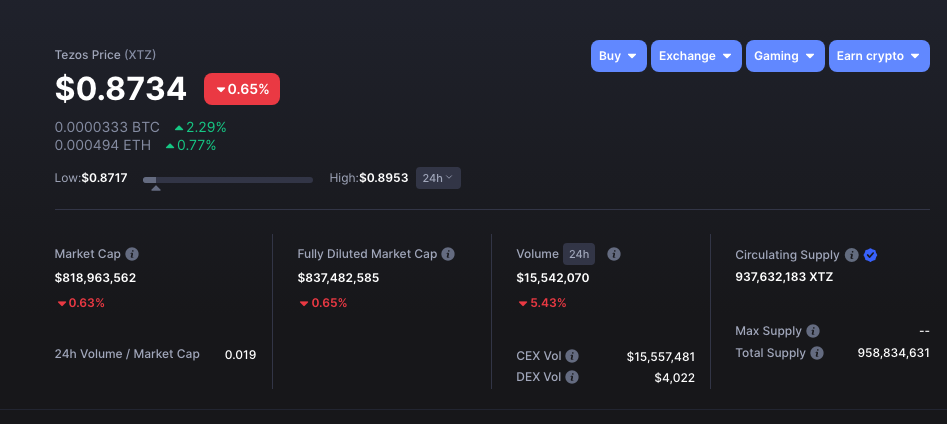 Tezos Price (XTZ)
$0.8734 0.65%
Buy Exchange Gaming Earn crypto
0.0000333 BTC 2.29%
0.000494 ETH 0.77%
Low:$0.8717 High:$0.8953 24h
Market Cap
$818,963,562
0.63%
24h Volume / Market Cap 0.019
Fully Diluted Market Cap
$837,482,585
0.65%
Volume 24h
$15,542,070
5.43%
CEX Vol $15,557,481
DEX Vol $4,022
Circulating Supply
937,632,183 XTZ
Max Supply --
Total Supply 958,834,631